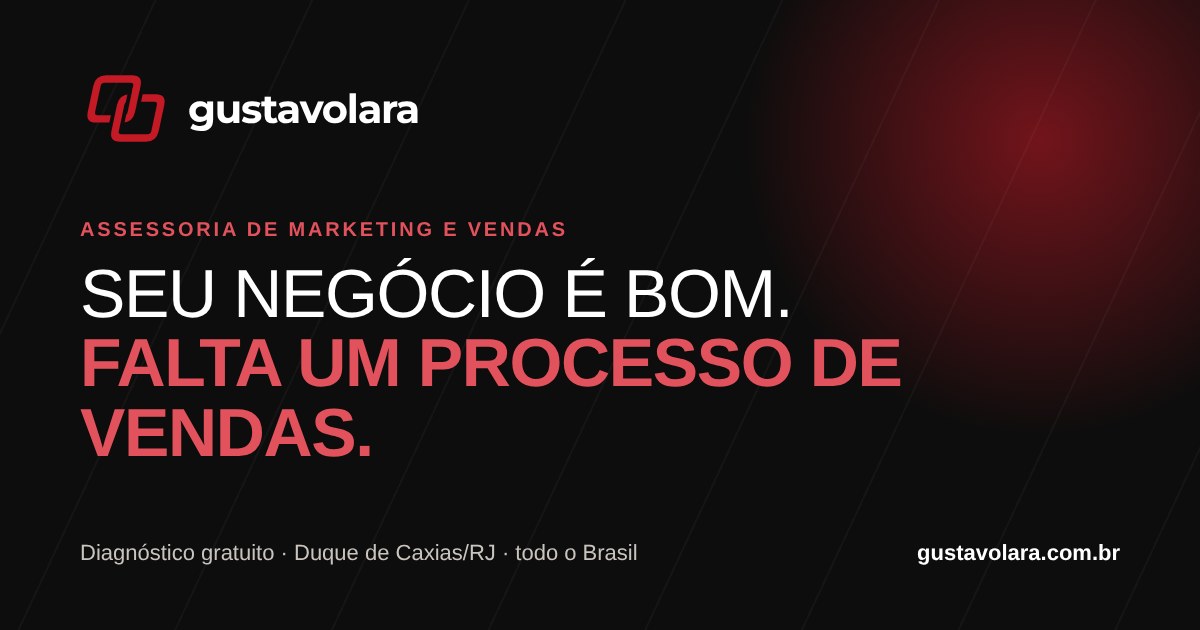 gustavolara
ASSESSORIA DE MARKETING E VENDAS
SEU NEGÓCIO É BOM.
FALTA UM PROCESSO DE
VENDAS.
Diagnóstico gratuito · Duque de Caxias/RJ · todo o Brasil
gustavolara.com.br